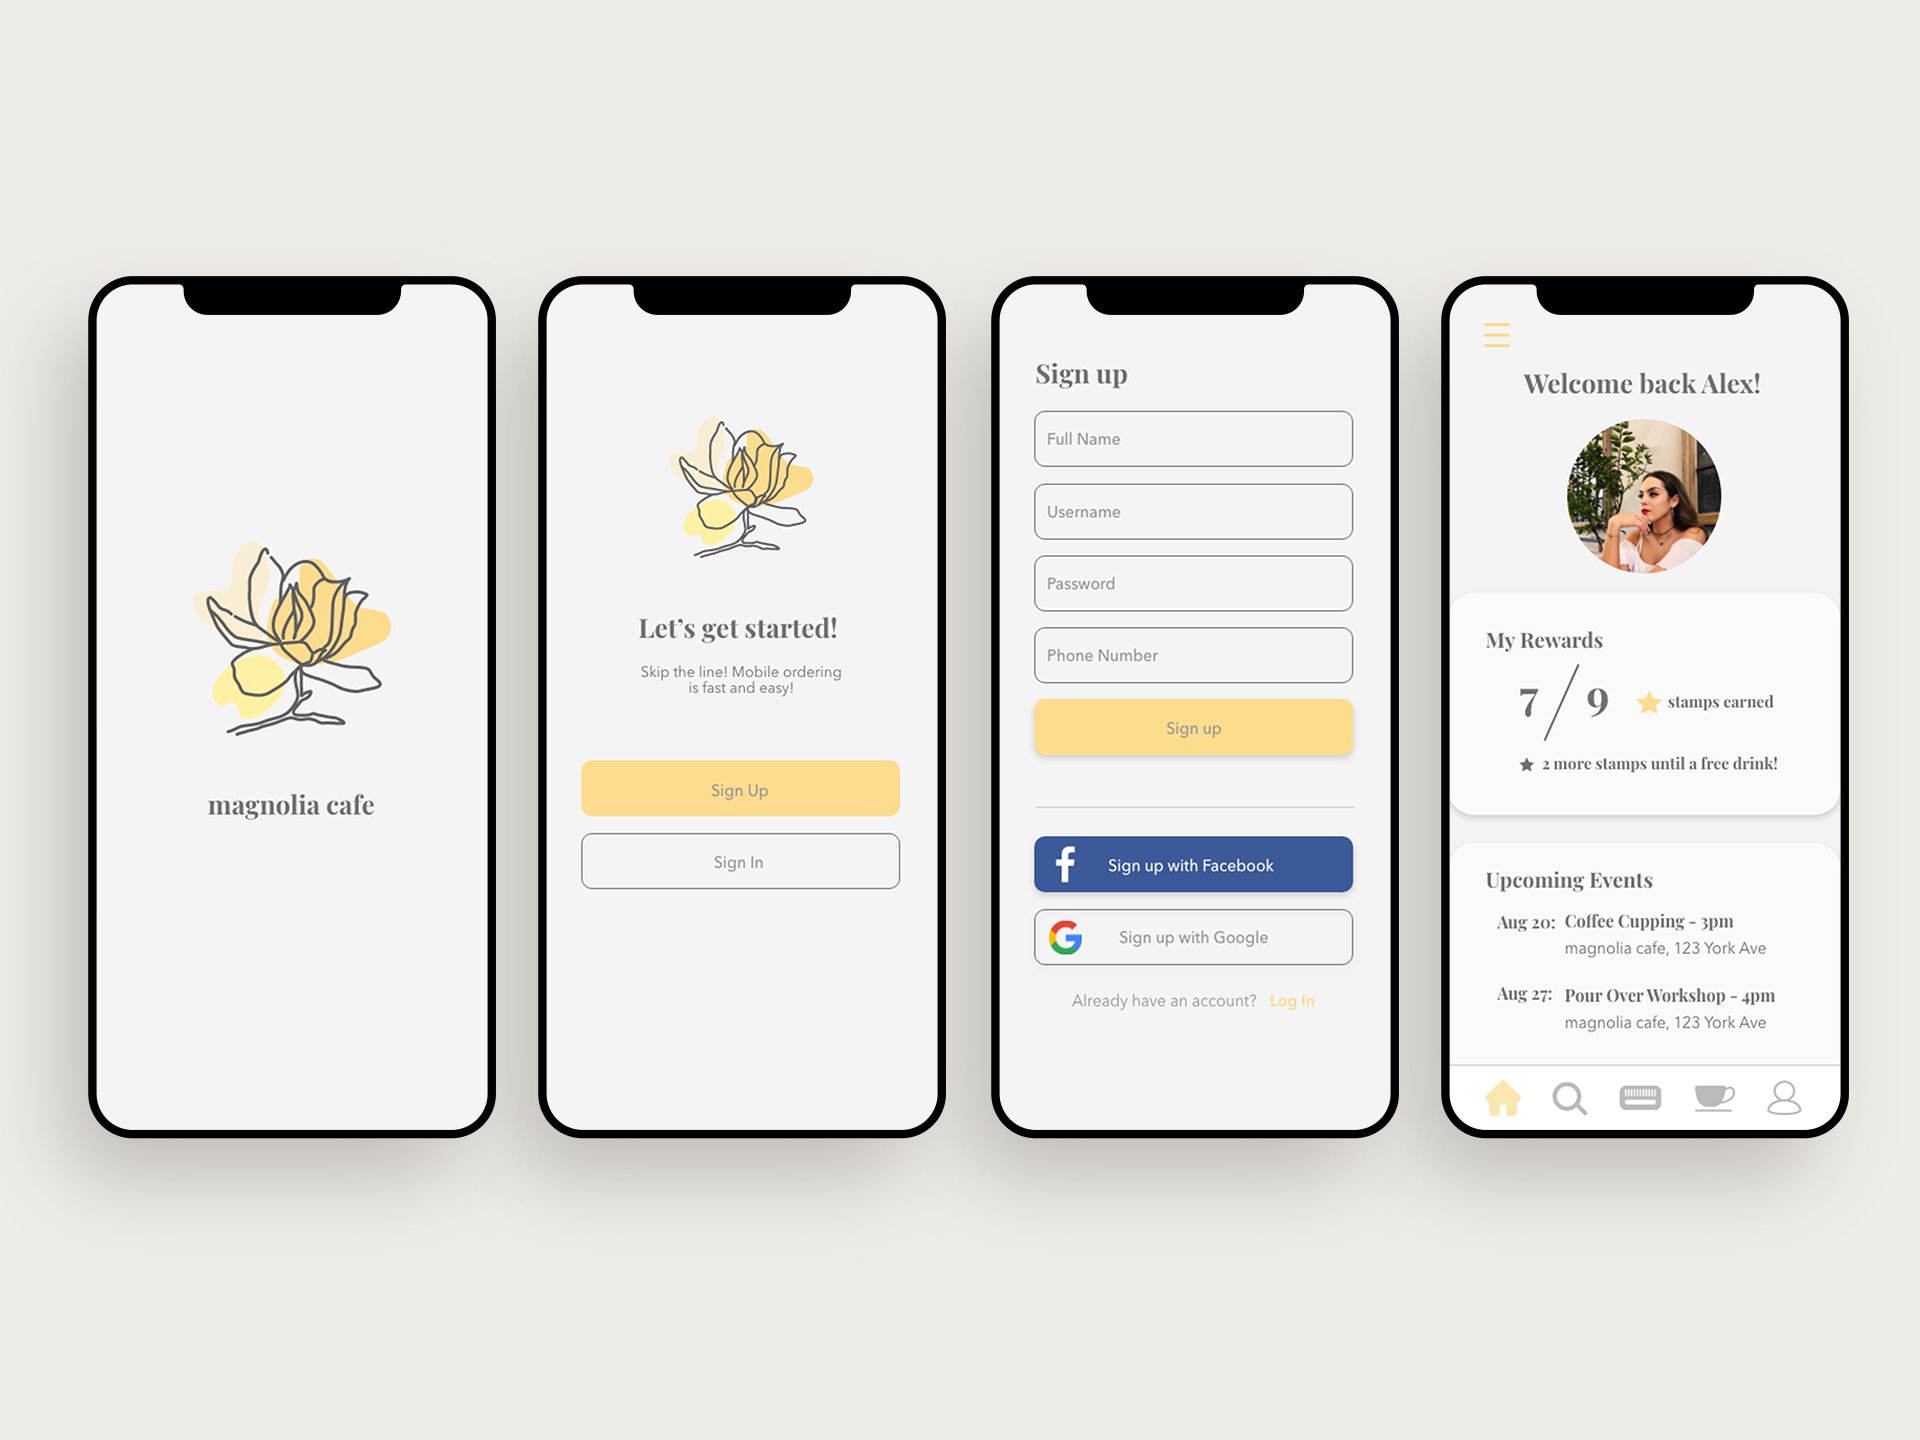 magnolia cafe
Let's get started!
Skip the line! Mobile ordering
is fast and easy!
Sign Up
Sign In
Sign up
Full Name
Username
Password
Phone Number
Sign up
Sign up with Facebook
Sign up with Google
Already have an account? Log In
Welcome back Alex!
My Rewards
7/9 stamps earned
2 more stamps until a free drink!
Upcoming Events
Aug 20: Coffee Cupping - 3pm
magnolia cafe, 123 York Ave
Aug 27: Pour Over Workshop - 4pm
magnolia cafe, 123 York Ave